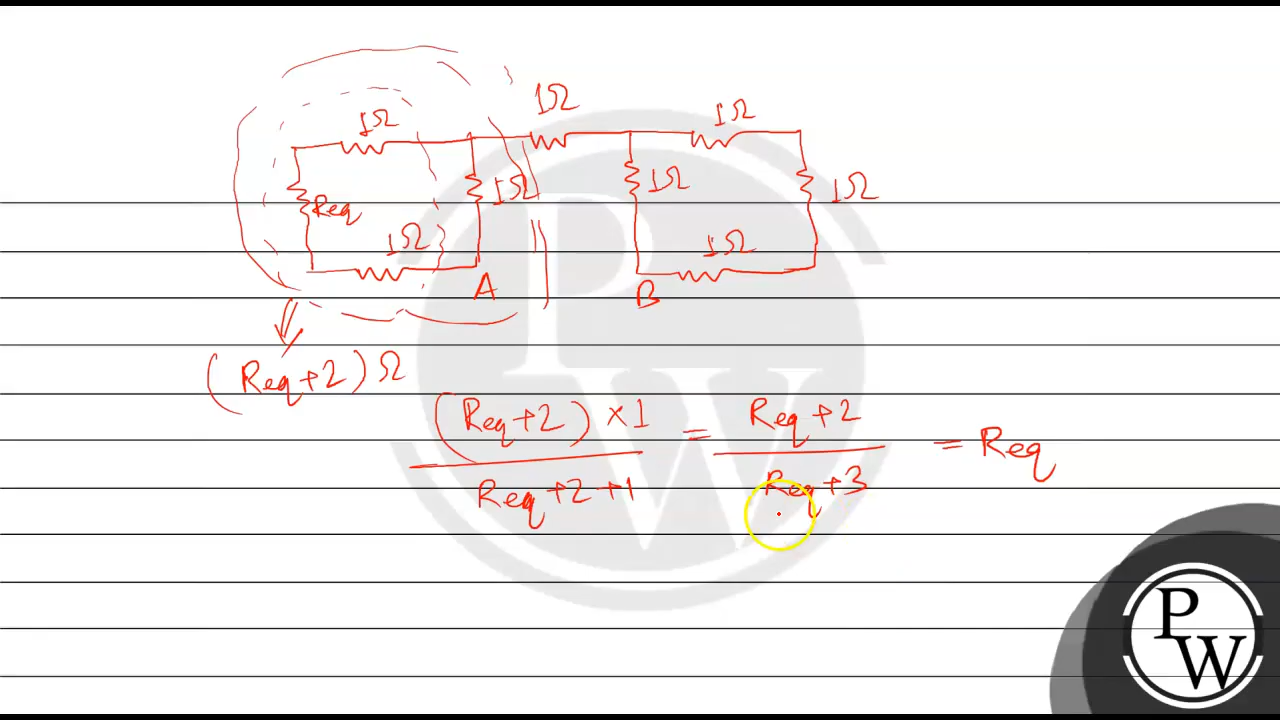 1Ω 1Ω 1Ω
Req 1Ω 1Ω 1Ω
1Ω 1Ω
A B
(Req+2)Ω
(Req+2)×1 / Req+2+1 = Req+2 / Req+3 = Req
PW
PW